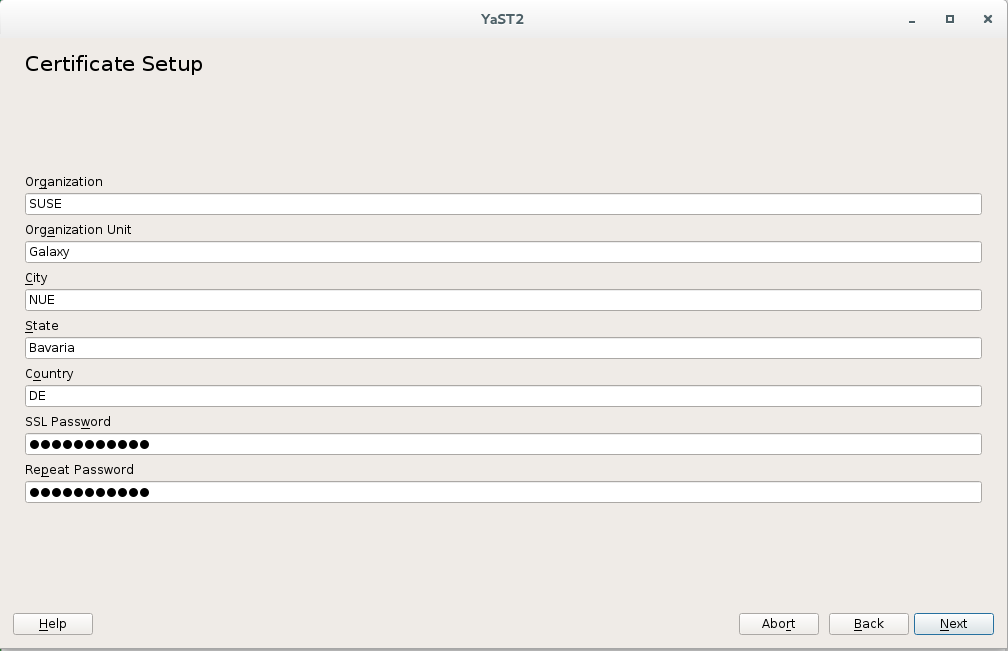 YaST2
Certificate Setup
Organization
SUSE
Organization Unit
Galaxy
City
NUE
State
Bavaria
Country
DE
SSL Password
●●●●●●●●●●●
Repeat Password
●●●●●●●●●●●
Help Abort Back Next